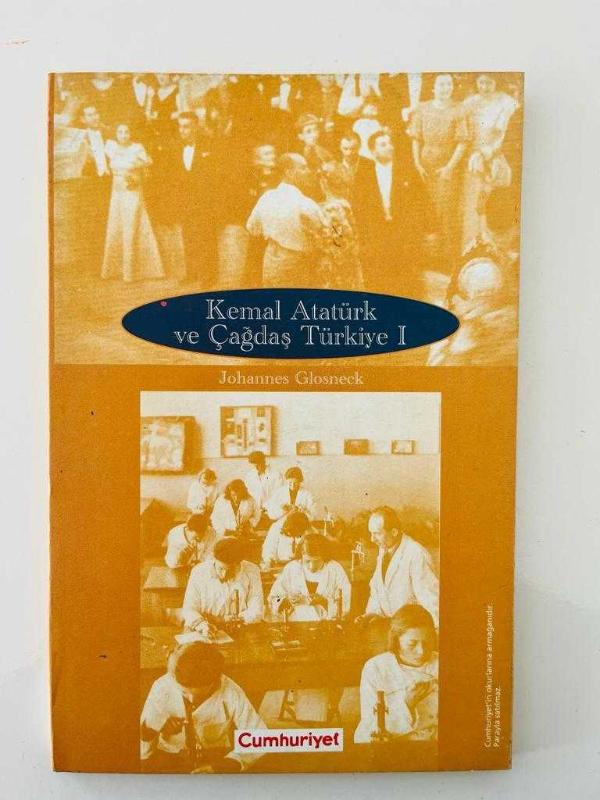 Kemal Atatürk
ve Çağdaş Türkiye I
Johannes Glosneck
Cumhuriyet'in okurlarına armağanıdır.
Parayla satılmaz.
Cumhuriyet